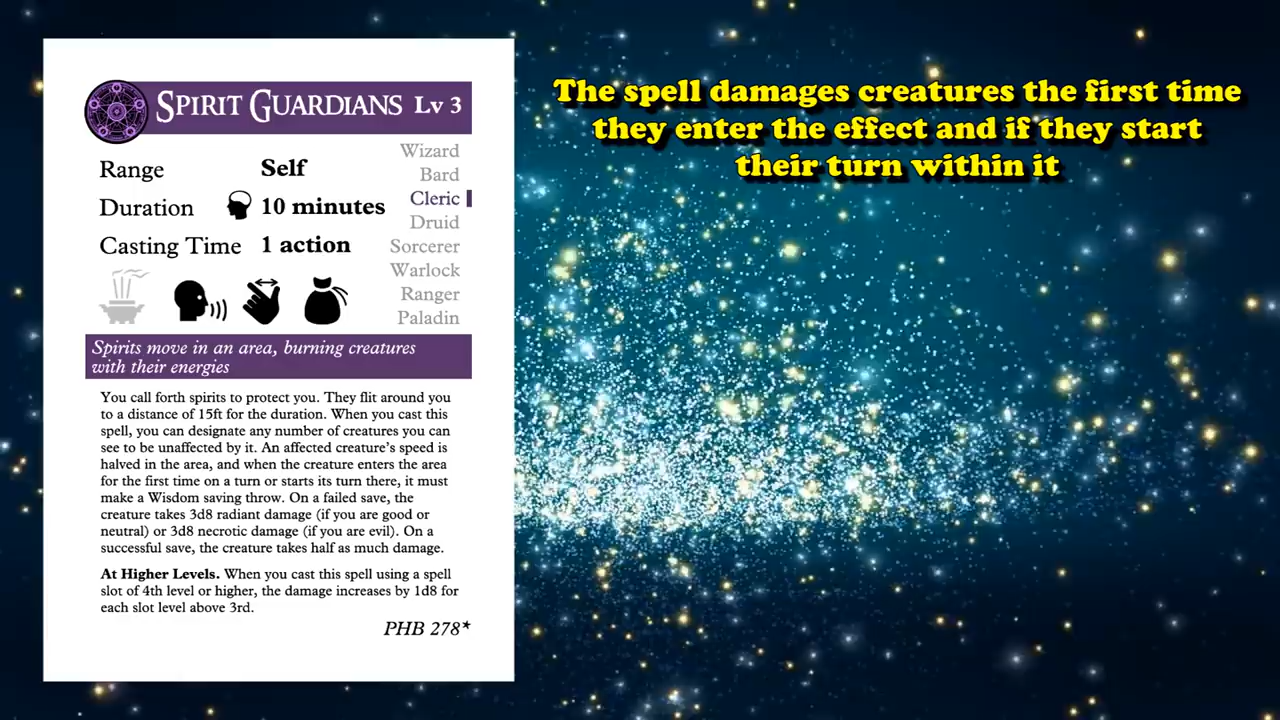 SPIRIT GUARDIANS Lv 3
Range Self
Duration 10 minutes
Casting Time 1 action
Wizard
Bard
Cleric
Druid
Sorcerer
Warlock
Ranger
Paladin
Spirits move in an area, burning creatures
with their energies
You call forth spirits to protect you. They flit around you
to a distance of 15ft for the duration. When you cast this
spell, you can designate any number of creatures you can
see to be unaffected by it. An affected creature's speed is
halved in the area, and when the creature enters the area
for the first time on a turn or starts its turn there, it must
make a Wisdom saving throw. On a failed save, the
creature takes 3d8 radiant damage (if you are good or
neutral) or 3d8 necrotic damage (if you are evil). On a
successful save, the creature takes half as much damage.
At Higher Levels. When you cast this spell using a spell
slot of 4th level or higher, the damage increases by 1d8 for
each slot level above 3rd.
PHB 278*
The spell damages creatures the first time
they enter the effect and if they start
their turn within it